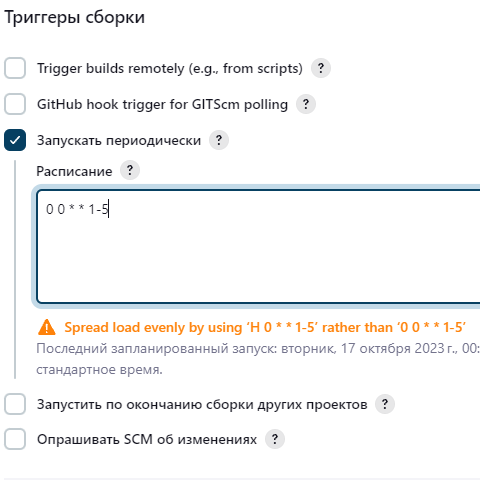 Триггеры сборки
Trigger builds remotely (e.g., from scripts) ?
GitHub hook trigger for GITScm polling ?
Запускать периодически ?
Расписание ?
0 0 * * 1-5
Spread load evenly by using ‘H 0 * * 1-5’ rather than ‘0 0 * * 1-5’
Последний запланированный запуск: вторник, 17 октября 2023 г., 00:
стандартное время.
Запустить по окончанию сборки других проектов ?
Опрашивать SCM об изменениях ?